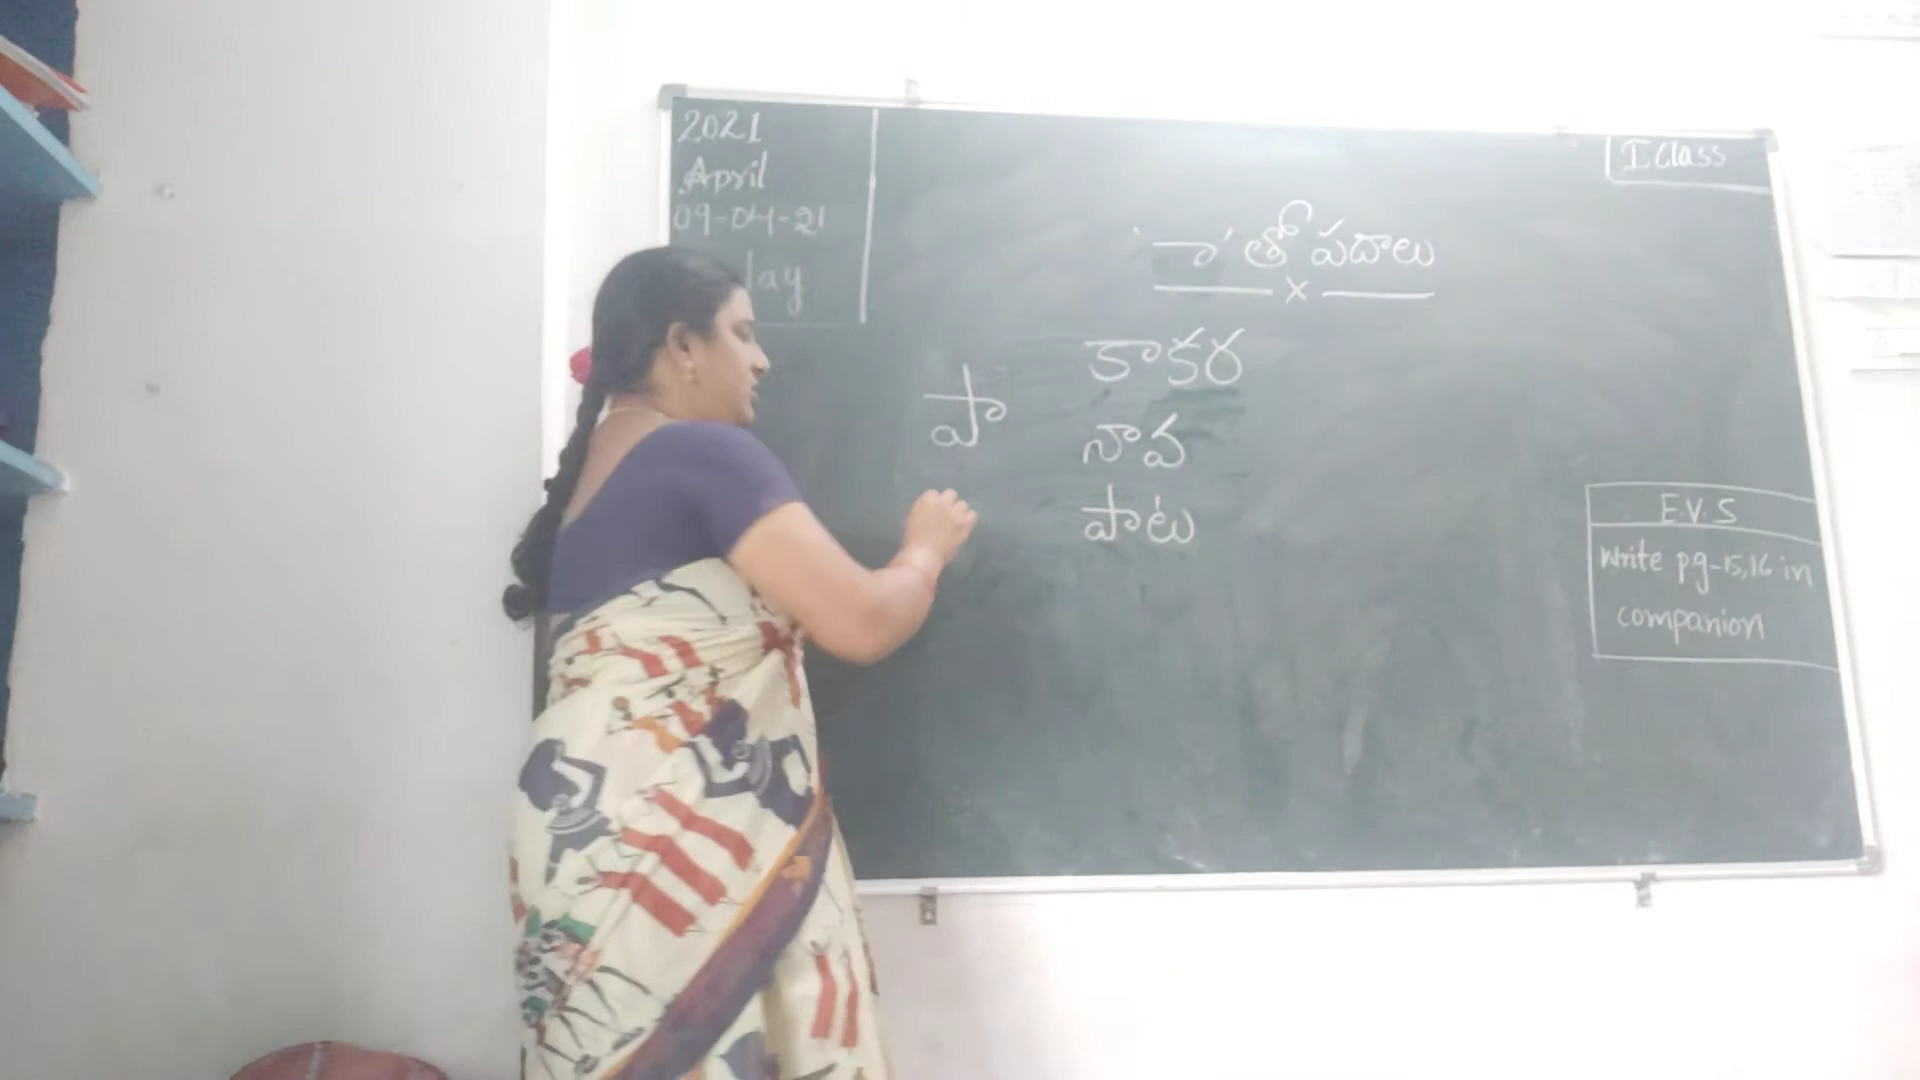 2021
April
09-04-21
day
I Class
'ా' తో పదాలు
x
కాకర
పా
నావ
పాట
E.V.S
Write pg-15,16 in
companion